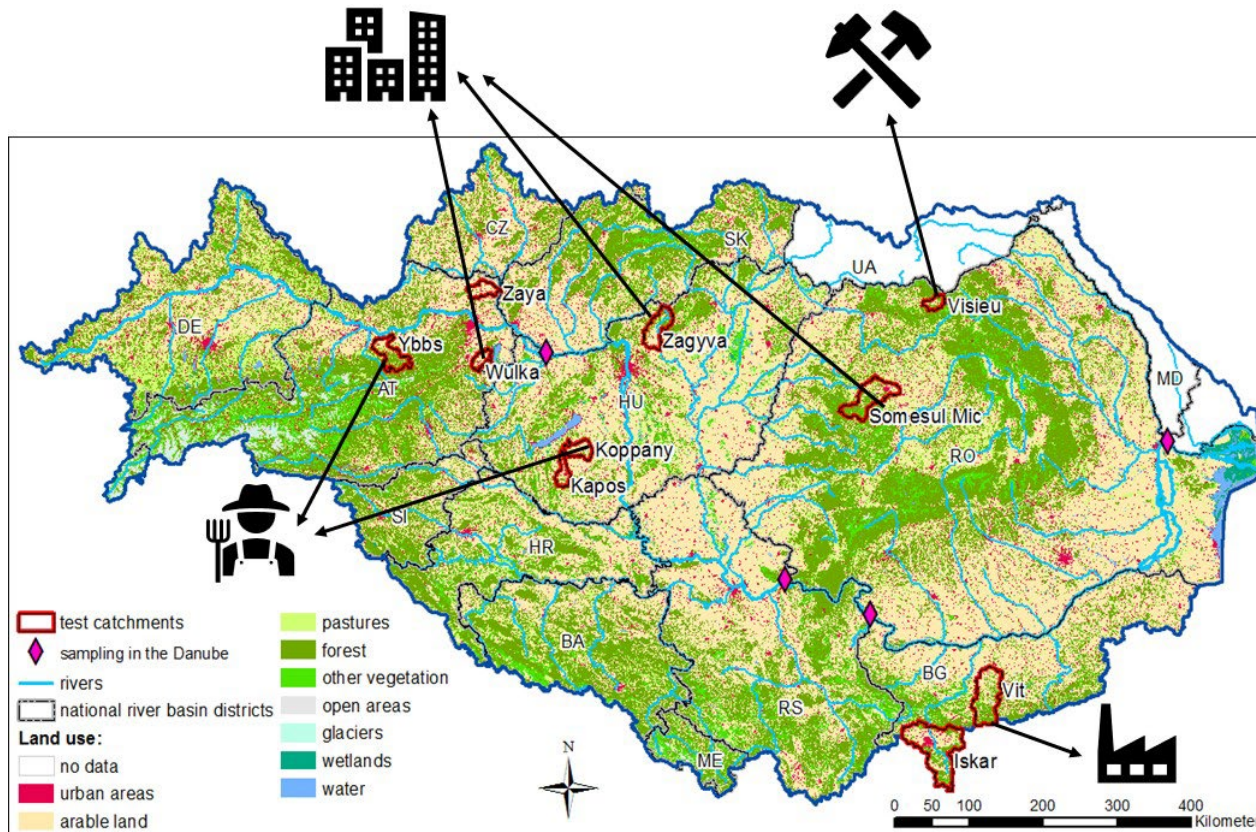 CZ
SK
UA
Zaya
Visieu
DE
Ybbs
Zagyva
Wulka
MD
AT
HU
Somesul Mic
Koppány
RO
Kapos
SI
HR
test catchments
sampling in the Danube
rivers
national river basin districts
Land use:
no data
urban areas
arable land
pastures
forest
other vegetation
open areas
glaciers
wetlands
water
BA
BG
Vit
RS
ME
Iskar
N
0 50 100 200 300 400
Kilomete